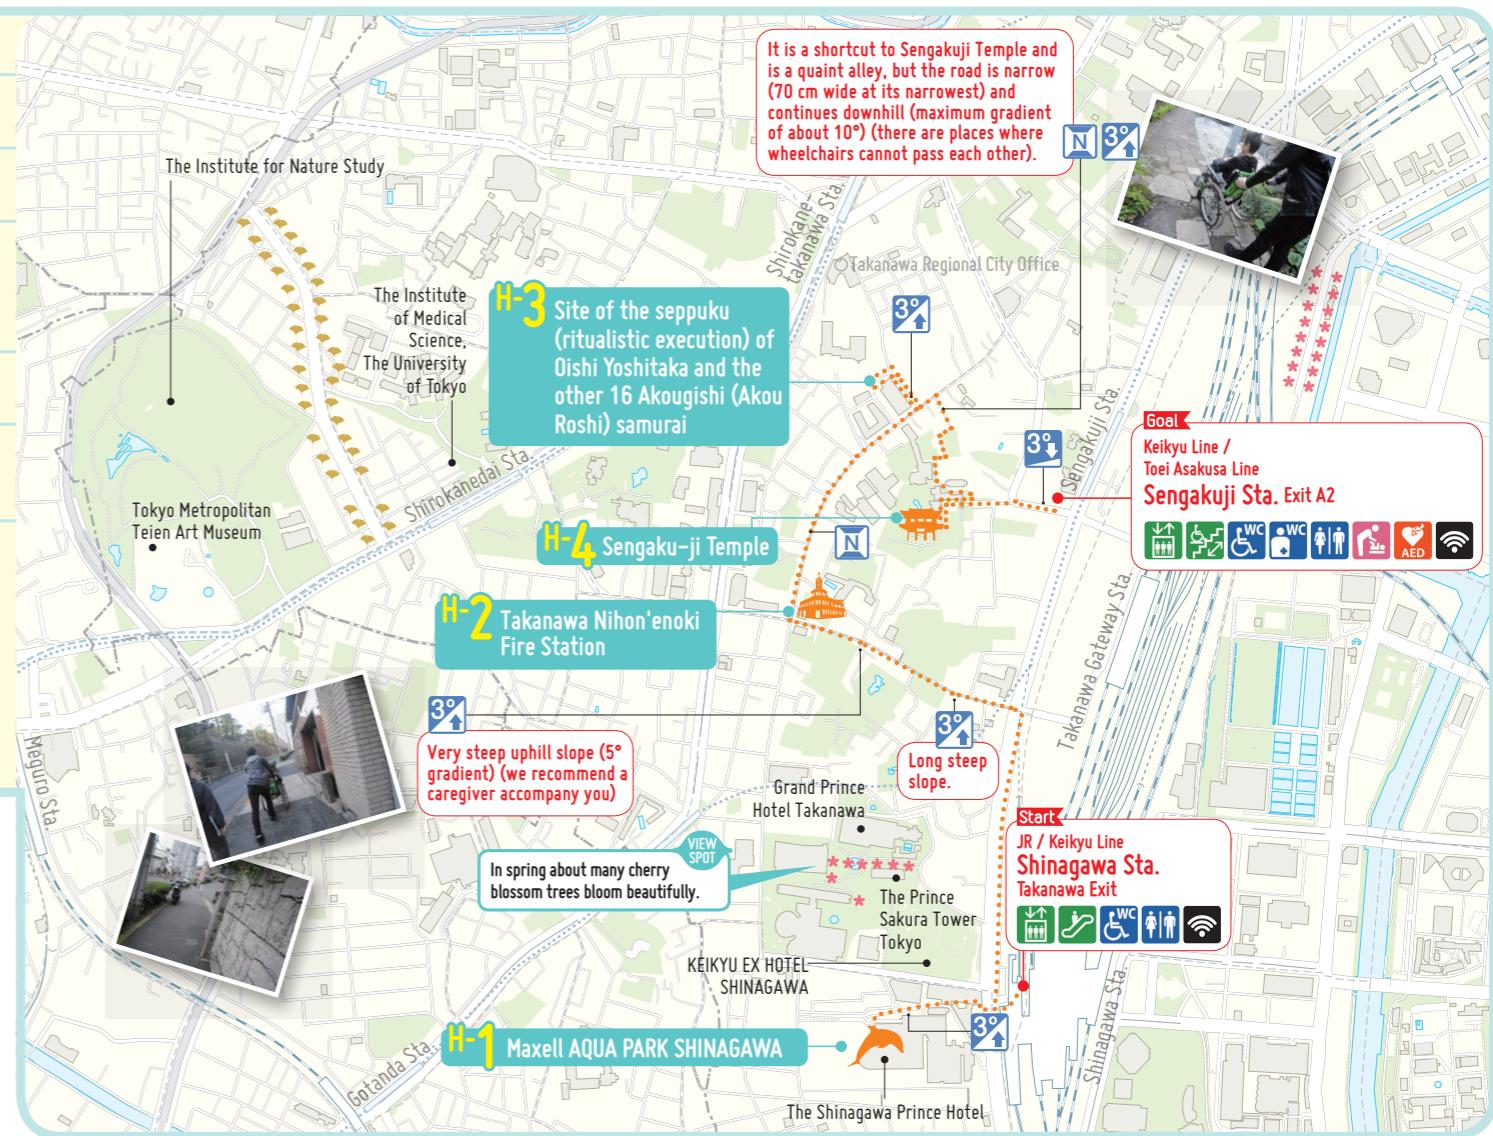 It is a shortcut to Sengakuji Temple and
is a quaint alley, but the road is narrow
(70 cm wide at its narrowest) and
continues downhill (maximum gradient
of about 10°) (there are places where
wheelchairs cannot pass each other).
N
3°
The Institute for Nature Study
Shirokane-
takanawa Sta.
Takanawa Regional City Office
The Institute
of Medical
Science,
The University
of Tokyo
H-3
Site of the seppuku
(ritualistic execution) of
Oishi Yoshitaka and the
other 16 Akougishi (Akou
Roshi) samurai
3°
3°
Sengakuji Sta.
Goal
Keikyu Line /
Toei Asakusa Line
Sengakuji Sta. Exit A2
WC
WC
AED
Shirokanedai Sta.
Tokyo Metropolitan
Teien Art Museum
H-4 Sengaku-ji Temple
N
H-2 Takanawa Nihon'enoki
Fire Station
Takanawa Gateway Sta.
3°
Very steep uphill slope (5°
gradient) (we recommend a
caregiver accompany you)
3°
Long steep
slope.
Meguro Sta.
Grand Prince
Hotel Takanawa
VIEW
SPOT
In spring about many cherry
blossom trees bloom beautifully.
The Prince
Sakura Tower
Tokyo
Start
JR / Keikyu Line
Shinagawa Sta.
Takanawa Exit
WC
KEIKYU EX HOTEL
SHINAGAWA
3°
Shinagawa Sta.
H-1 Maxell AQUA PARK SHINAGAWA
Gotanda Sta.
The Shinagawa Prince Hotel